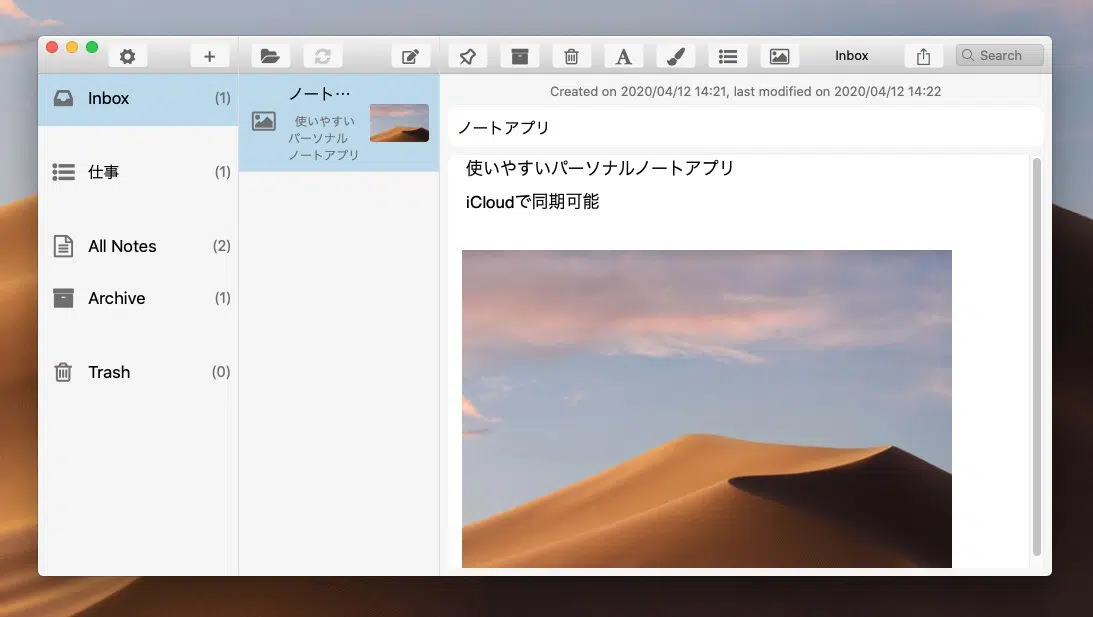 Inbox
Search
Inbox (1)
仕事 (1)
All Notes (2)
Archive (1)
Trash (0)
ノート…
使いやすい
パーソナル
ノートアプリ
Created on 2020/04/12 14:21, last modified on 2020/04/12 14:22
ノートアプリ
使いやすいパーソナルノートアプリ
iCloudで同期可能